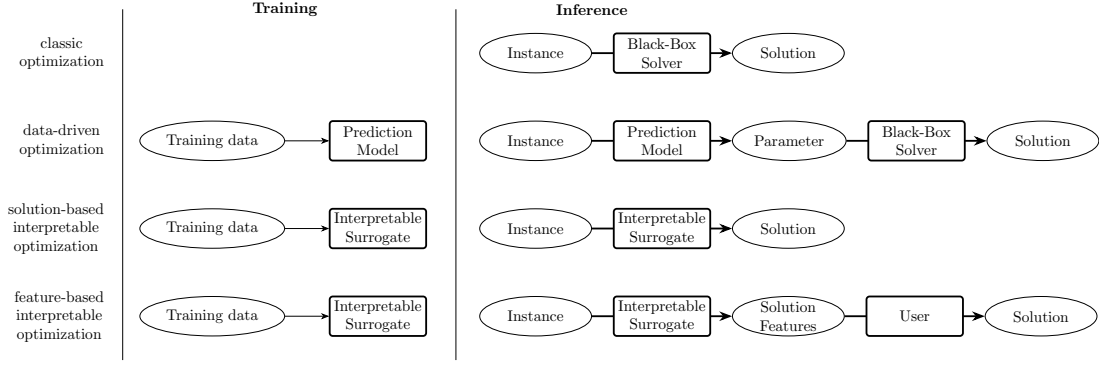 Training
Inference
classic
optimization
Instance
Black-Box
Solver
Solution
data-driven
optimization
Training data
Prediction
Model
Instance
Prediction
Model
Parameter
Black-Box
Solver
Solution
solution-based
interpretable
optimization
Training data
Interpretable
Surrogate
Instance
Interpretable
Surrogate
Solution
feature-based
interpretable
optimization
Training data
Interpretable
Surrogate
Instance
Interpretable
Surrogate
Solution
Features
User
Solution